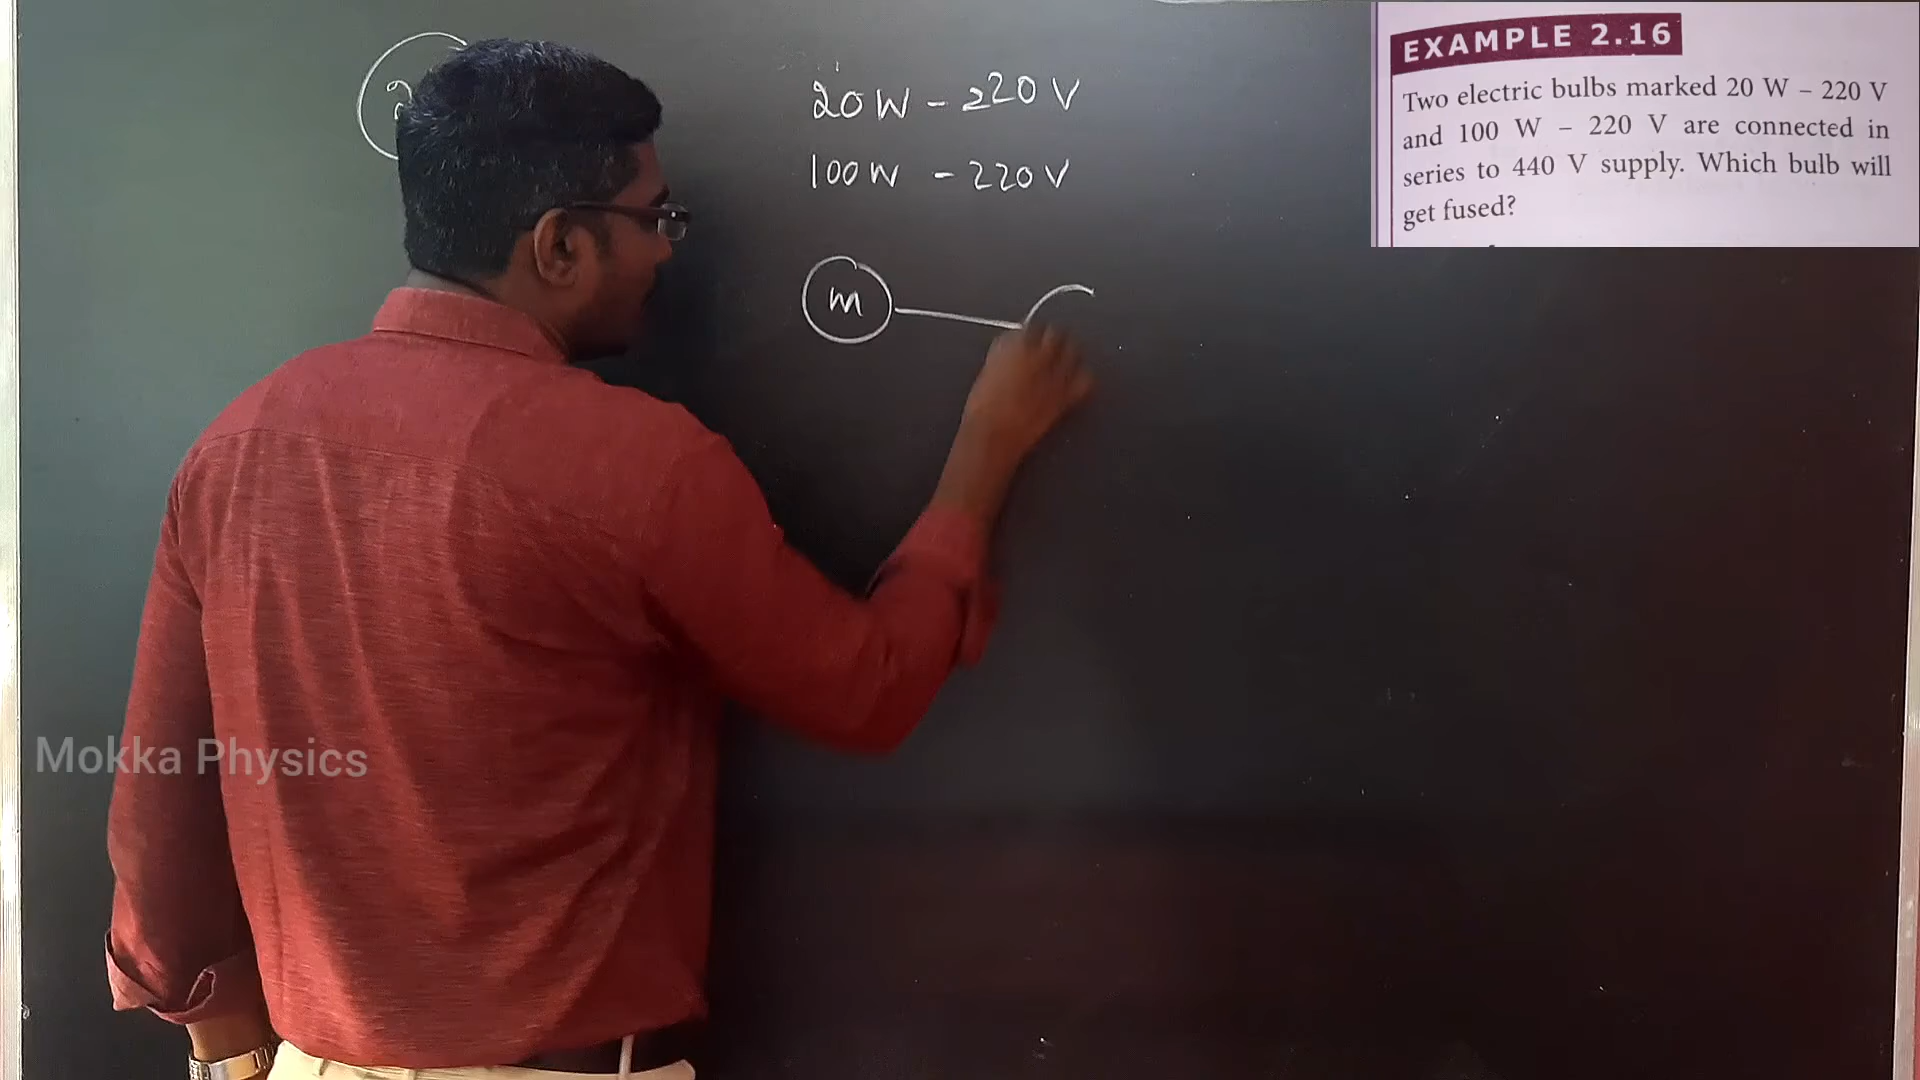 EXAMPLE 2.16
Two electric bulbs marked 20 W – 220 V
and 100 W – 220 V are connected in
series to 440 V supply. Which bulb will
get fused?
20W - 220V
100W - 220V
m
Mokka Physics